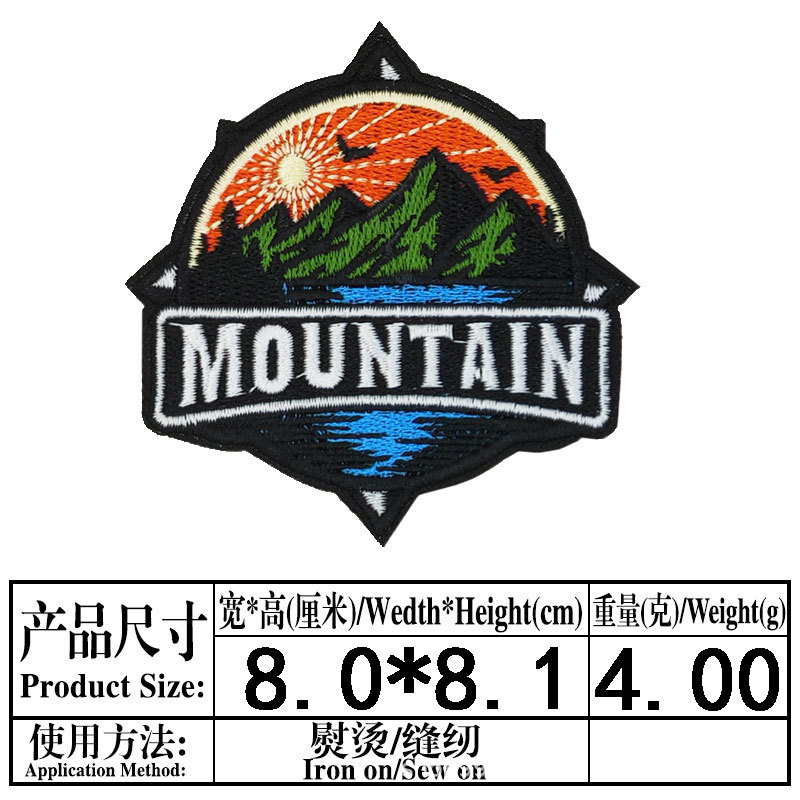 MOUNTAIN
产品尺寸
Product Size:
宽*高(厘米)/Wedth*Height(cm)
重量(克)/Weight(g)
8.0*8.1
4.00
使用方法:
Application Method:
熨烫/缝纫
Iron on/Sew on